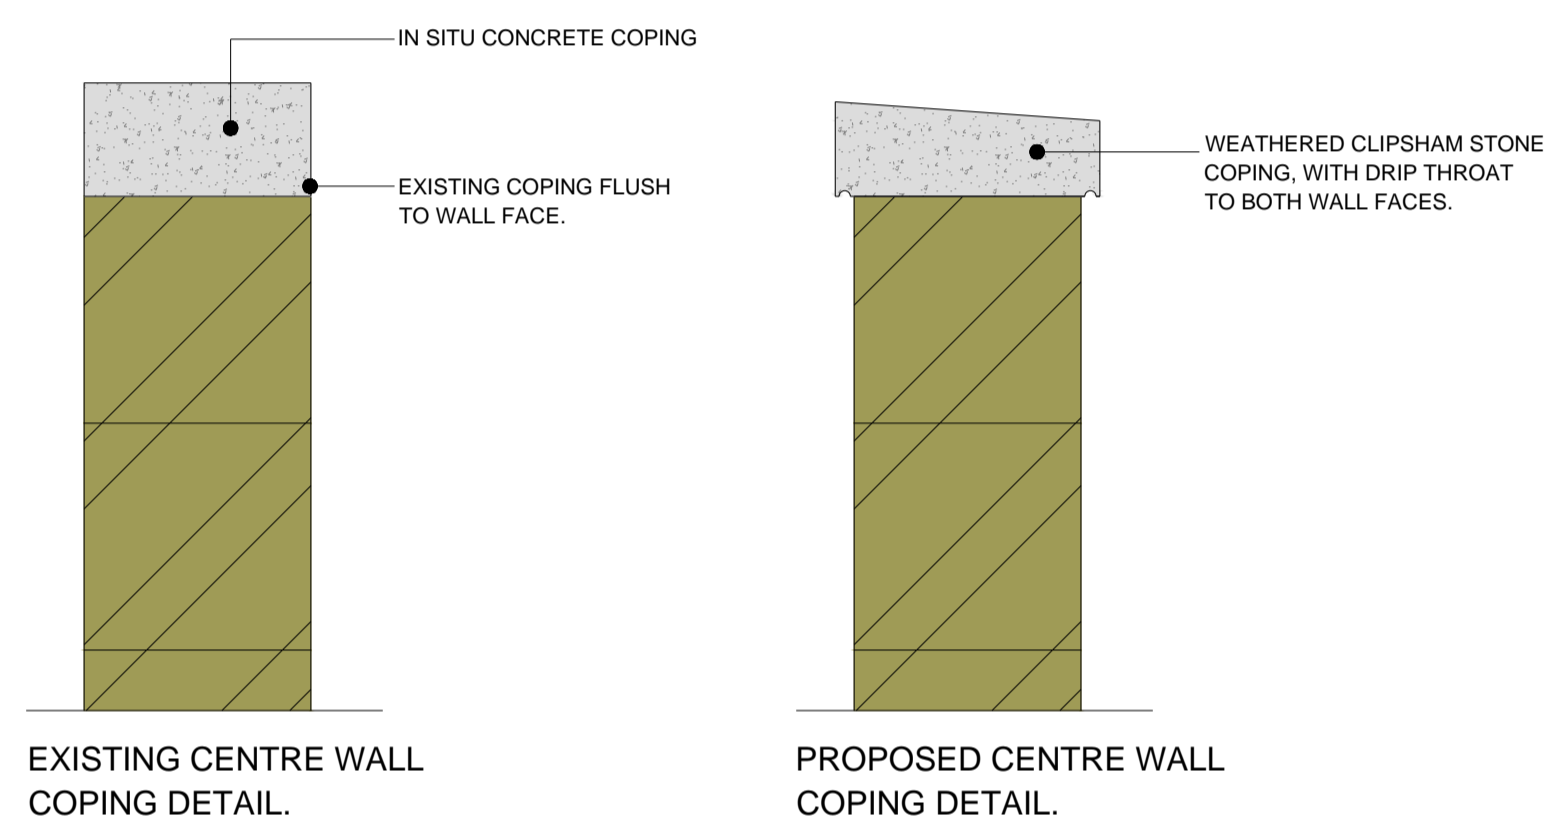 IN SITU CONCRETE COPING
EXISTING COPING FLUSH
TO WALL FACE.
EXISTING CENTRE WALL
COPING DETAIL.
WEATHERED CLIPSHAM STONE
COPING, WITH DRIP THROAT
TO BOTH WALL FACES.
PROPOSED CENTRE WALL
COPING DETAIL.